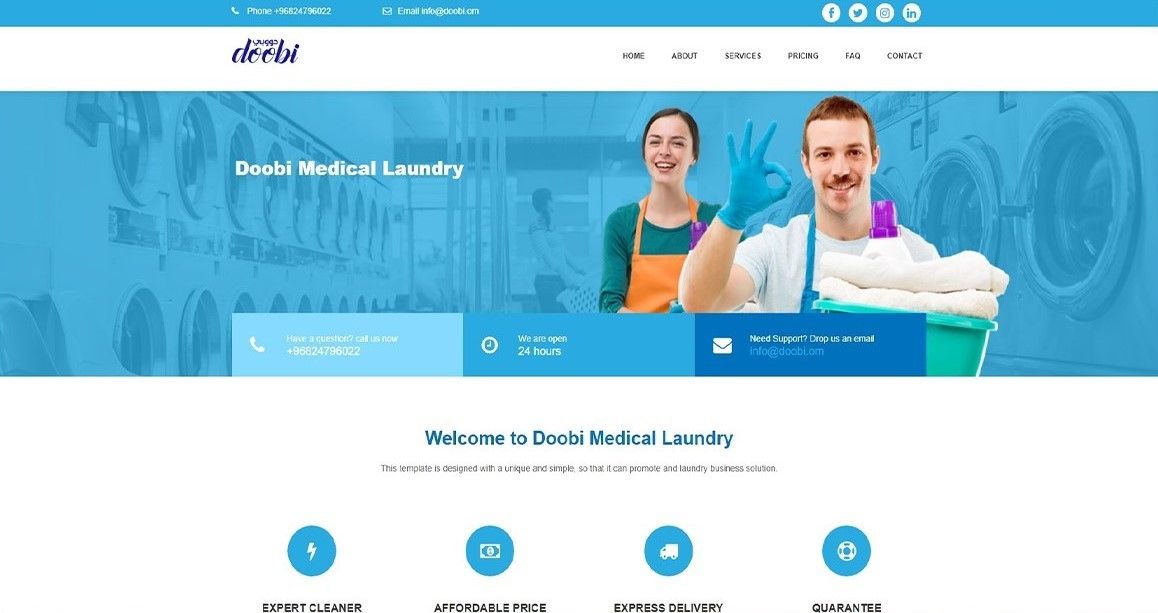 Phone +96824796022
Email info@doobi.om
دووبي
doobi
HOME ABOUT SERVICES PRICING FAQ CONTACT
Doobi Medical Laundry
Have a question? call us now
+96824796022
We are open
24 hours
Need Support? Drop us an email
info@doobi.om
Welcome to Doobi Medical Laundry
This template is designed with a unique and simple, so that it can promote and laundry business solution.
EXPERT CLEANER
AFFORDABLE PRICE
EXPRESS DELIVERY
QUARANTEE